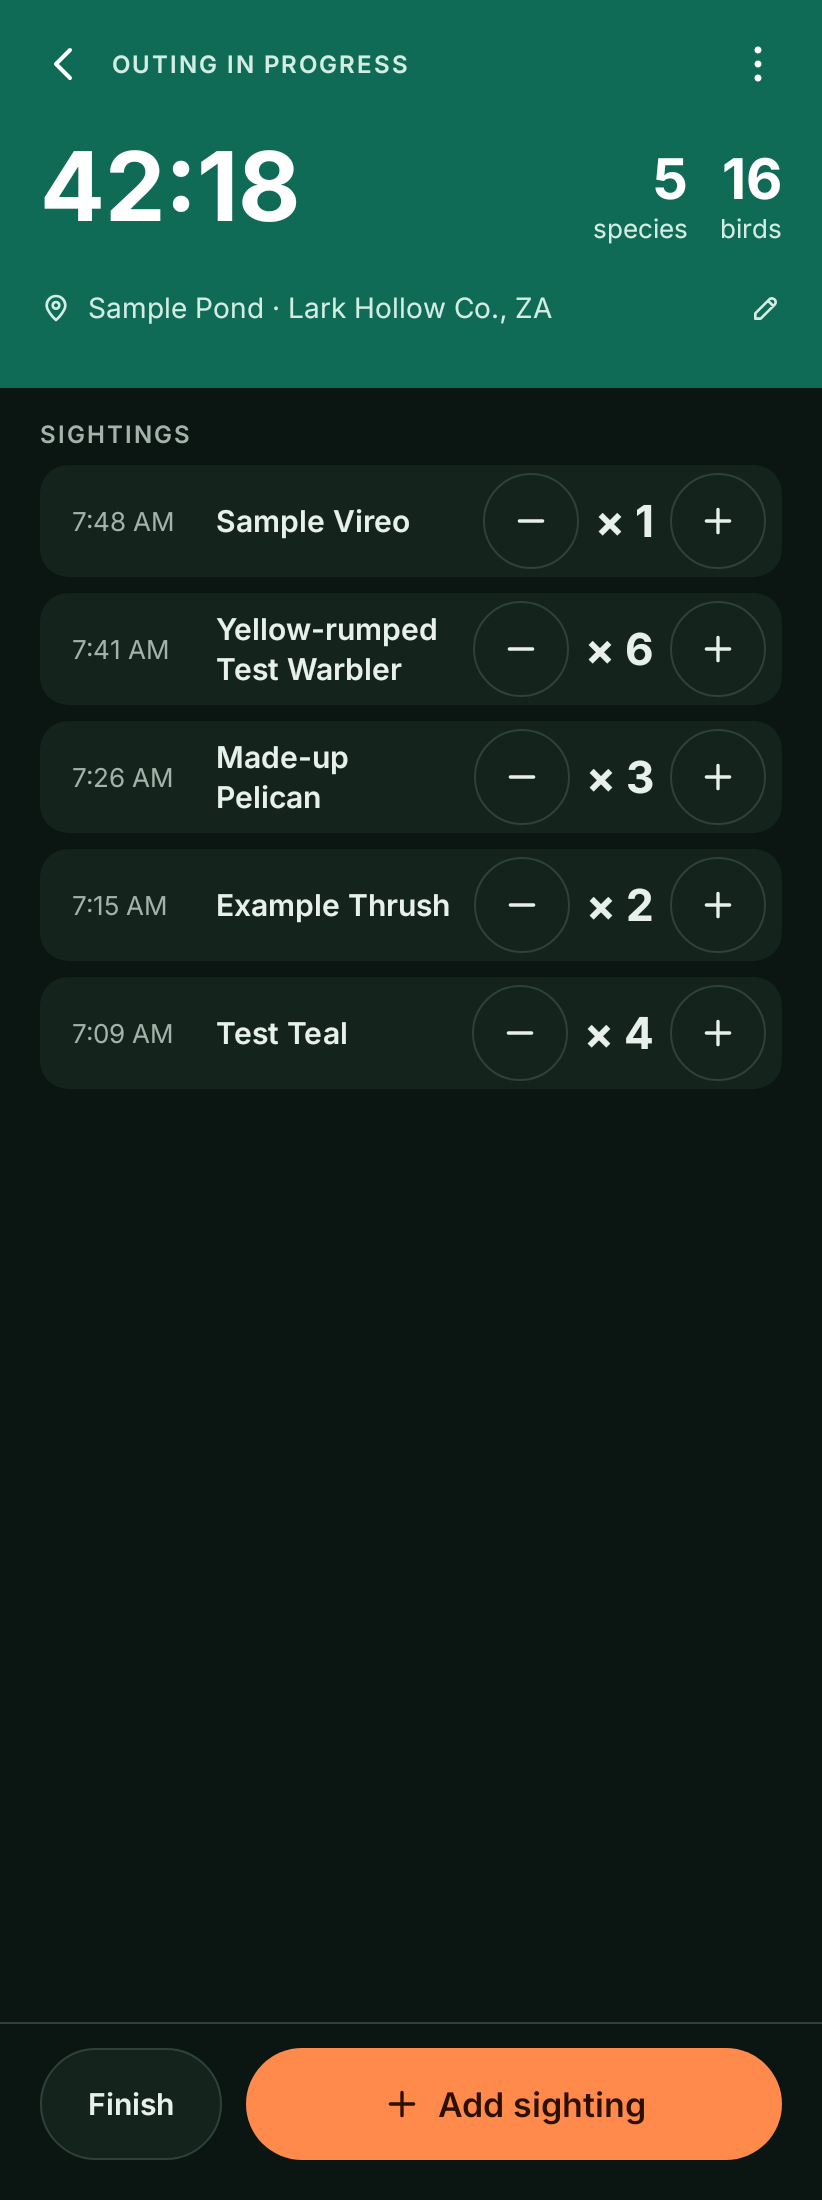 OUTING IN PROGRESS
42:18
5 species
16 birds
Sample Pond · Lark Hollow Co., ZA
SIGHTINGS
7:48 AM Sample Vireo × 1
7:41 AM Yellow-rumped
Test Warbler × 6
7:26 AM Made-up
Pelican × 3
7:15 AM Example Thrush × 2
7:09 AM Test Teal × 4
Finish
Add sighting